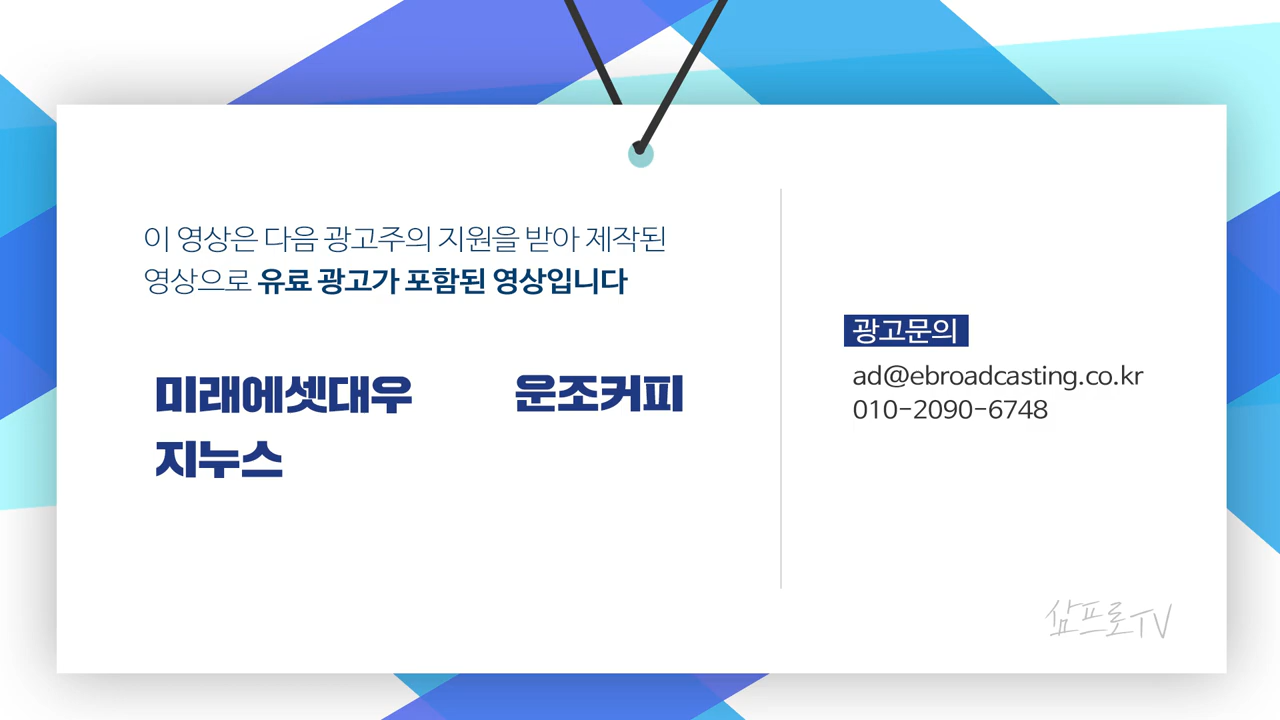 이 영상은 다음 광고주의 지원을 받아 제작된
영상으로 유료 광고가 포함된 영상입니다
미래에셋대우 운조커피
지누스
광고문의
ad@ebroadcasting.co.kr
010-2090-6748
삼프로TV